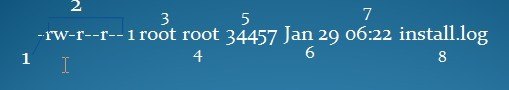 2 3 5 7
-rw-r--r-- 1 root root 34457 Jan 29 06:22 install.log
1 4 6 8